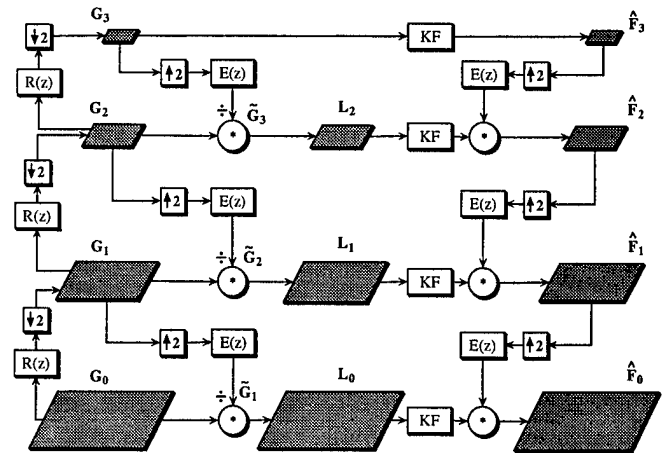 G₃ F̂₃
↓2 KF
R(z) ↑2 E(z) E(z) ↑2
G₂ ÷ G̃₃ L₂ F̂₂
* KF *
↓2
R(z) ↑2 E(z) E(z) ↑2
G₁ ÷ G̃₂ L₁ F̂₁
* KF *
↓2
R(z) ↑2 E(z) E(z) ↑2
G₀ ÷ G̃₁ L₀ F̂₀
* KF *